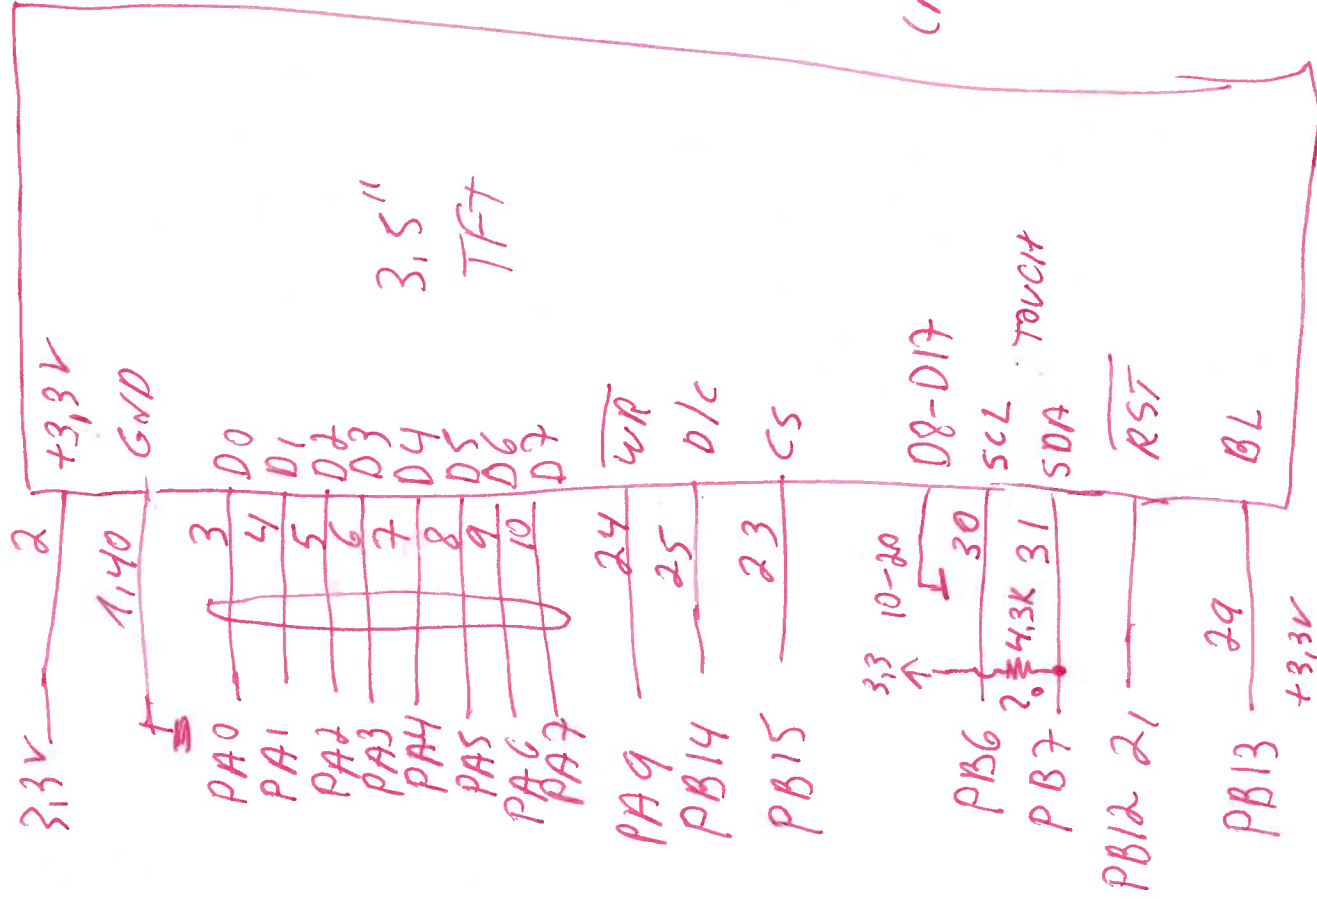 3,3V 2 +3,3V
1,40 GND
PA0 3 D0
PA1 4 D1
PA2 5 D2
PA3 6 D3
PA4 7 D4
PA5 8 D5
PA6 9 D6
PA7 10 D7
PA9 24 WR
PB14 25 D/C
PB15 23 CS
3.5"
TFT
3,3 10-20 D8-D17
PB6 30 SCL
2. 4,3K TOUCH
PB7 31 SDA
PB12 21 RST
PB13 29 BL
+3,3V